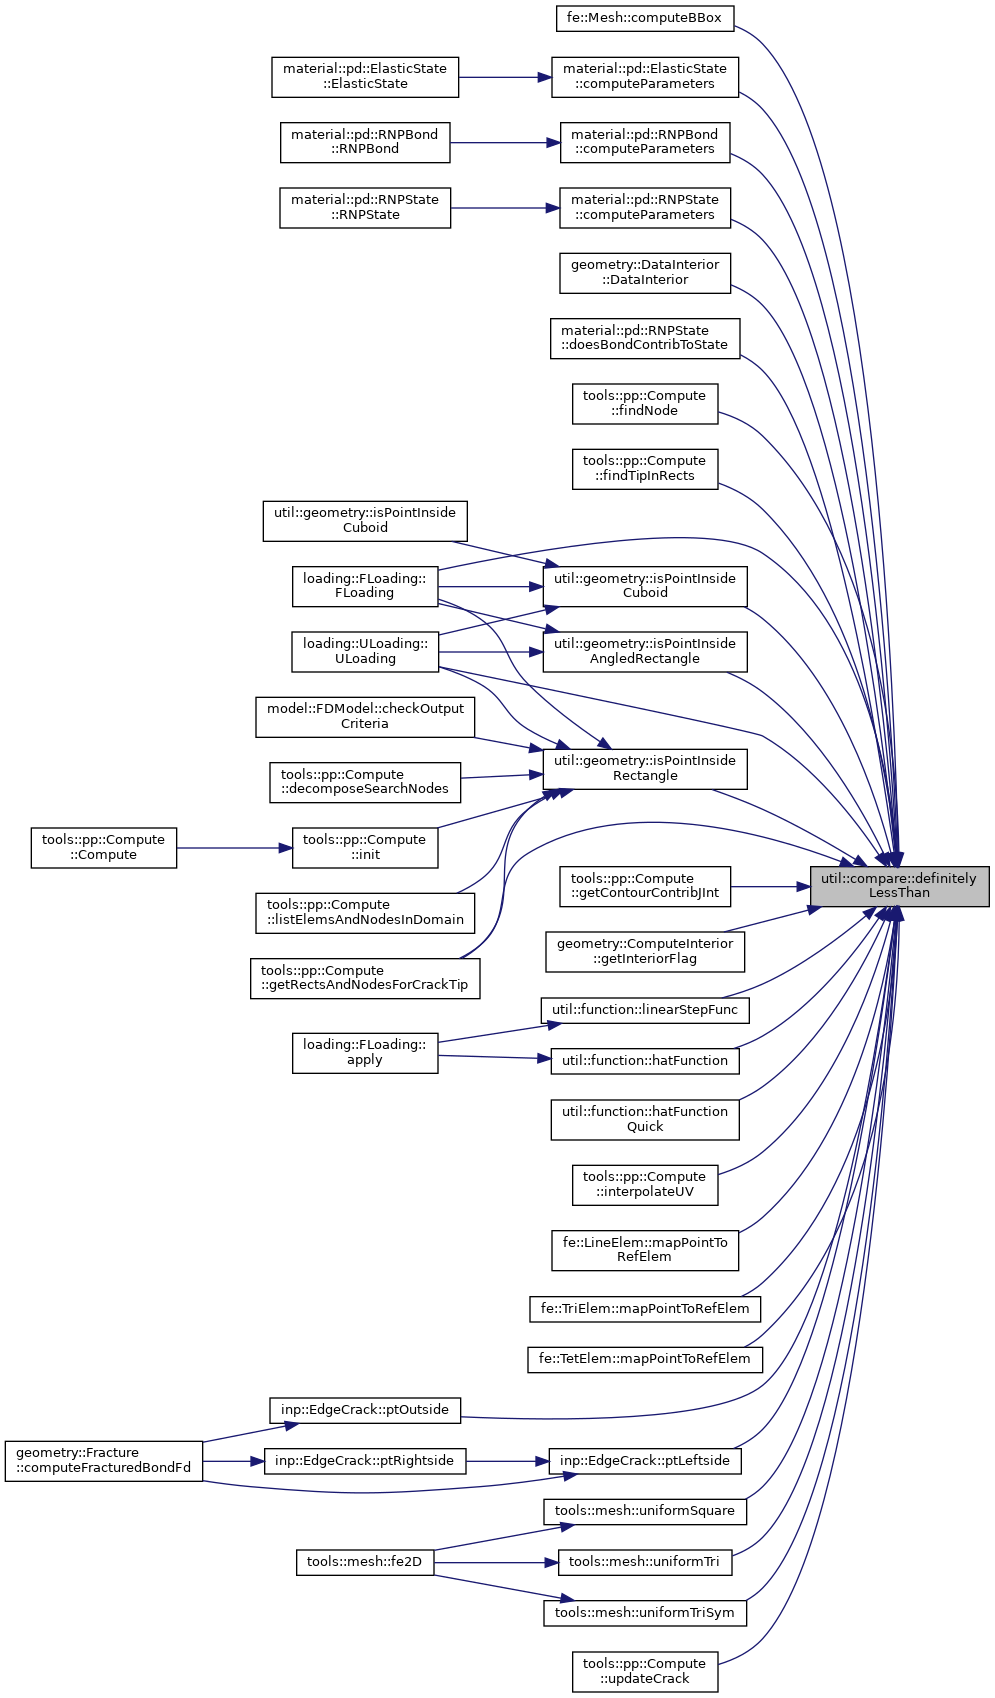 fe::Mesh::computeBBox
material::pd::ElasticState
::ElasticState
material::pd::ElasticState
::computeParameters
material::pd::RNPBond
::RNPBond
material::pd::RNPBond
::computeParameters
material::pd::RNPState
::RNPState
material::pd::RNPState
::computeParameters
geometry::DataInterior
::DataInterior
material::pd::RNPState
::doesBondContribToState
tools::pp::Compute
::findNode
tools::pp::Compute
::findTipInRects
util::geometry::isPointInside
Cuboid
loading::FLoading::
FLoading
util::geometry::isPointInside
Cuboid
loading::ULoading::
ULoading
util::geometry::isPointInside
AngledRectangle
model::FDModel::checkOutput
Criteria
util::geometry::isPointInside
Rectangle
tools::pp::Compute
::decomposeSearchNodes
tools::pp::Compute
::Compute
tools::pp::Compute
::init
util::compare::definitely
LessThan
tools::pp::Compute
::getContourContribJInt
tools::pp::Compute
::listElemsAndNodesInDomain
geometry::ComputeInterior
::getInteriorFlag
tools::pp::Compute
::getRectsAndNodesForCrackTip
util::function::linearStepFunc
loading::FLoading::
apply
util::function::hatFunction
util::function::hatFunction
Quick
tools::pp::Compute
::interpolateUV
fe::LineElem::mapPointTo
RefElem
fe::TriElem::mapPointToRefElem
fe::TetElem::mapPointToRefElem
inp::EdgeCrack::ptOutside
geometry::Fracture
::computeFracturedBondFd
inp::EdgeCrack::ptRightside
inp::EdgeCrack::ptLeftside
tools::mesh::uniformSquare
tools::mesh::fe2D
tools::mesh::uniformTri
tools::mesh::uniformTriSym
tools::pp::Compute
::updateCrack